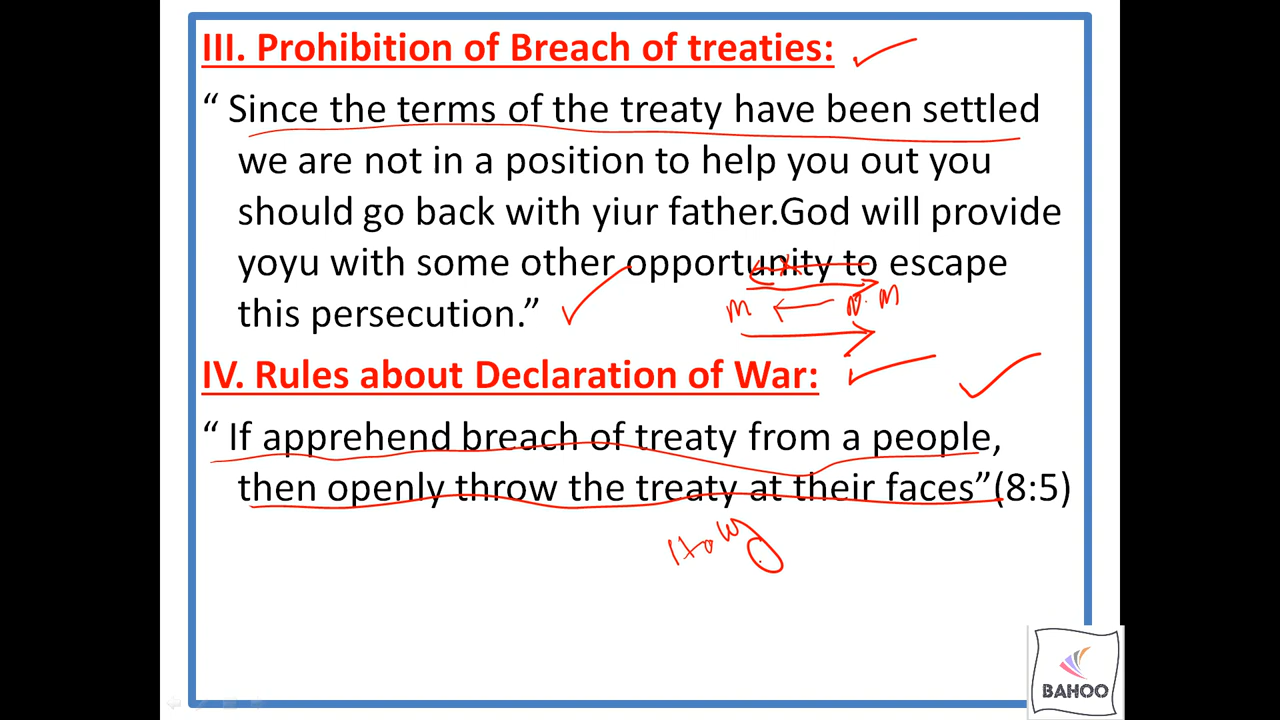 III. Prohibition of Breach of treaties:
“ Since the terms of the treaty have been settled
we are not in a position to help you out you
should go back with yiur father.God will provide
yoyu with some other opportunity to escape
this persecution.”
m N.M
IV. Rules about Declaration of War:
“ If apprehend breach of treaty from a people,
then openly throw the treaty at their faces”(8:5)
BAHOO